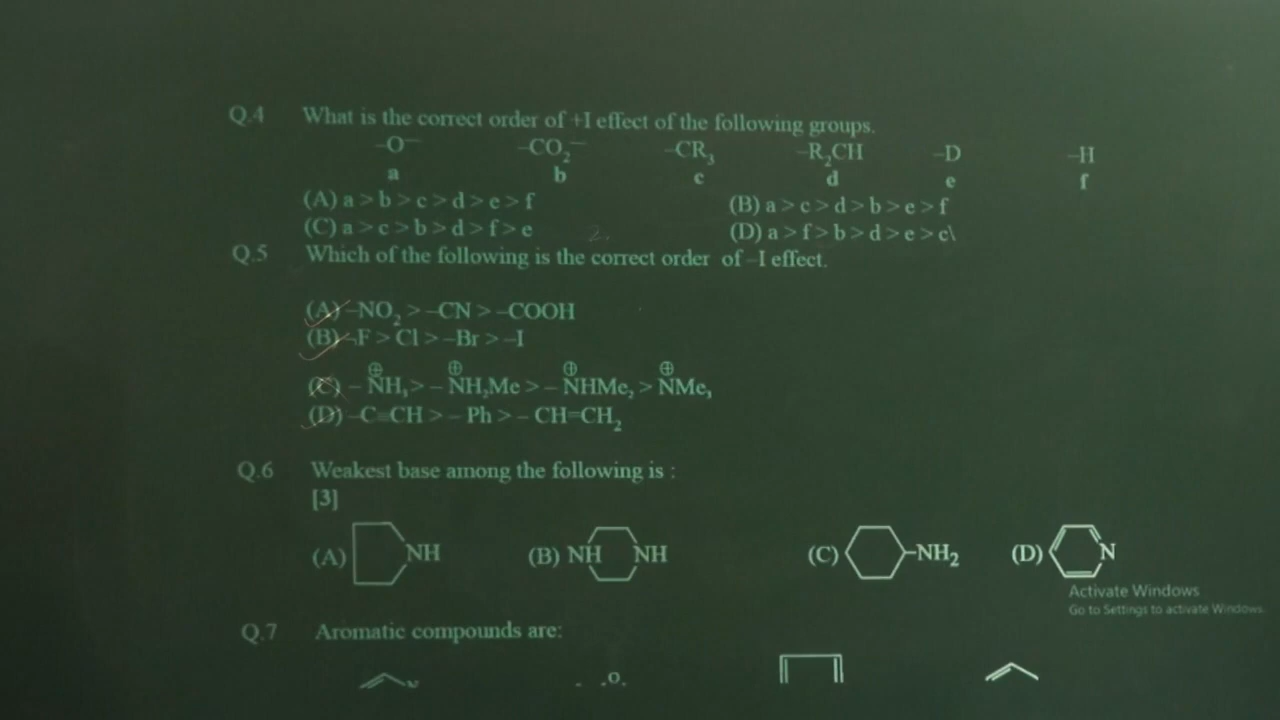 Q.4 What is the correct order of +I effect of the following groups.
–O⁻ –CO₂⁻ –CR₃ –R₂CH –D –H
a b c d e f
(A) a > b > c > d > e > f (B) a > c > d > b > e > f
(C) a > c > b > d > f > e (D) a > f > b > d > e > c\
Q.5 Which of the following is the correct order of –I effect.
(A) –NO₂ > –CN > –COOH
(B) –F > Cl > –Br > –I
(C) – N⊕H₃ > – N⊕H₂Me > – N⊕HMe₂ > N⊕Me₃
(D) –C≡CH > – Ph > – CH=CH₂
Q.6 Weakest base among the following is :
[3]
(A) NH (B) NH NH (C) –NH₂ (D) N
Activate Windows
Go to Settings to activate Windows.
Q.7 Aromatic compounds are:
O